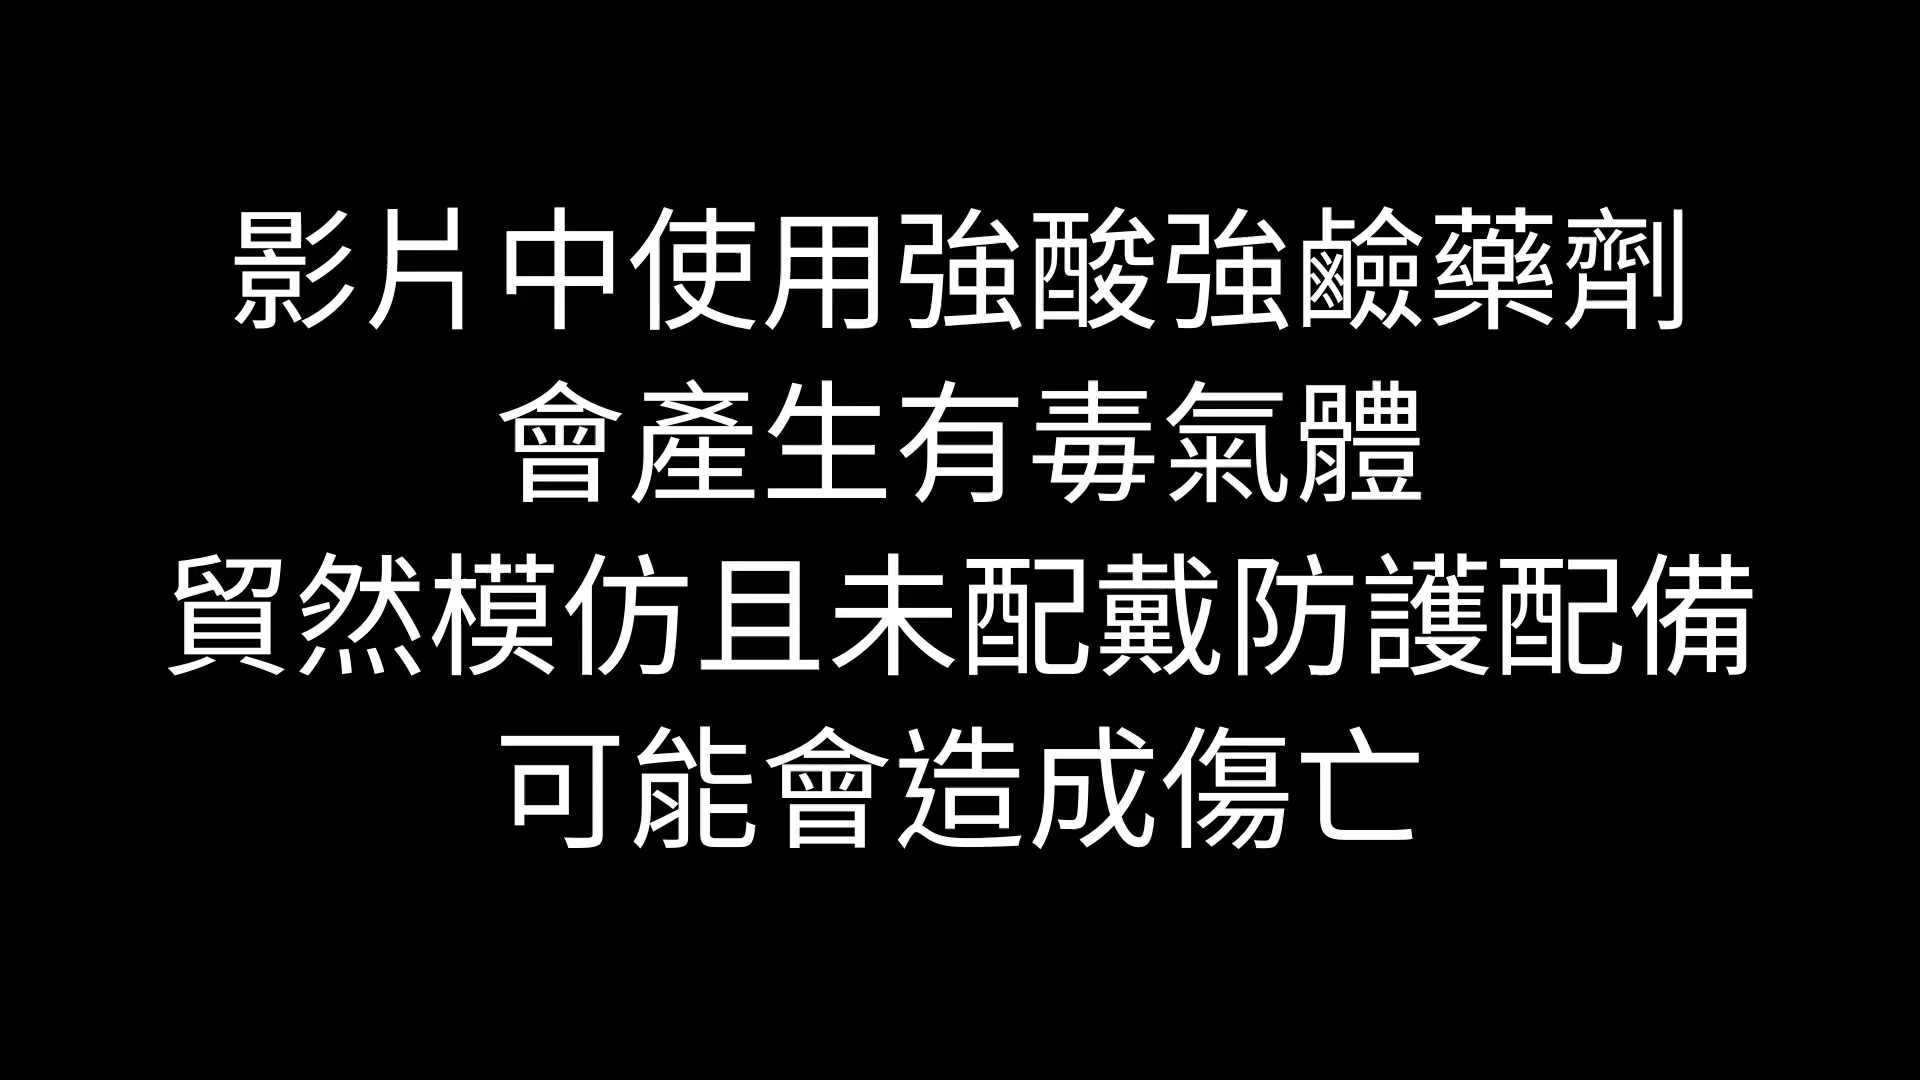 影片中使用強酸強鹼藥劑
會產生有毒氣體
貿然模仿且未配戴防護配備
可能會造成傷亡